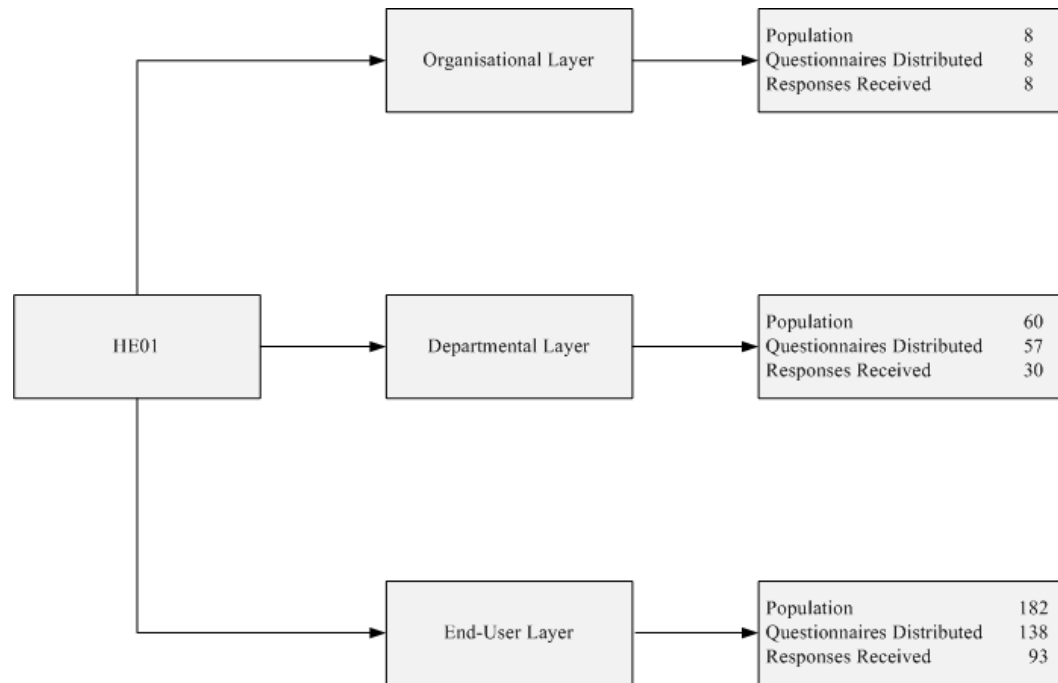 Organisational Layer
Population 8
Questionnaires Distributed 8
Responses Received 8
HE01
Departmental Layer
Population 60
Questionnaires Distributed 57
Responses Received 30
End-User Layer
Population 182
Questionnaires Distributed 138
Responses Received 93